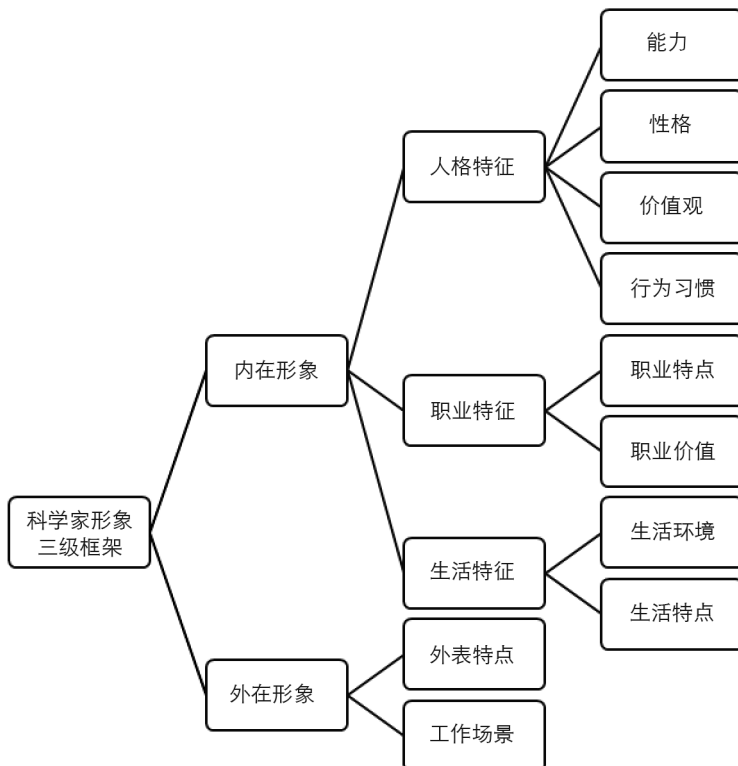 能力
性格
人格特征
价值观
行为习惯
内在形象
职业特点
职业特征
职业价值
科学家形象
三级框架
生活环境
生活特征
生活特点
外表特点
外在形象
工作场景